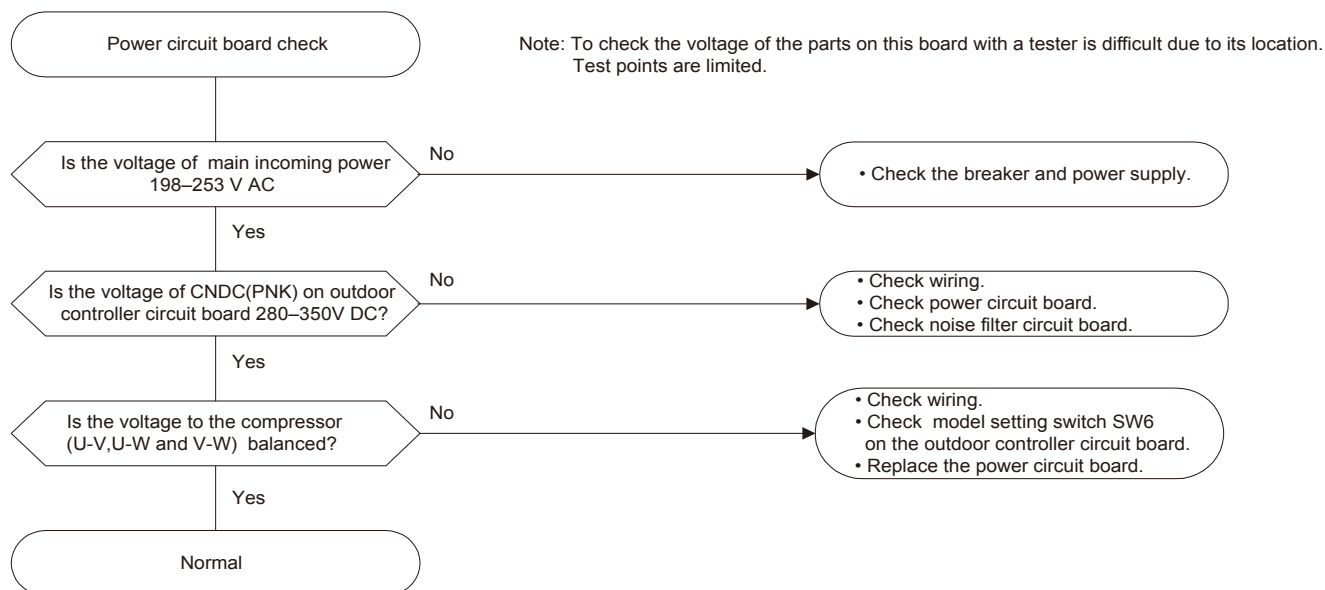 Power circuit board check
Note: To check the voltage of the parts on this board with a tester is difficult due to its location.
Test points are limited.
Is the voltage of main incoming power
198–253 V AC
No
• Check the breaker and power supply.
Yes
Is the voltage of CNDC(PNK) on outdoor
controller circuit board 280–350V DC?
No
• Check wiring.
• Check power circuit board.
• Check noise filter circuit board.
Yes
Is the voltage to the compressor
(U-V,U-W and V-W) balanced?
No
• Check wiring.
• Check model setting switch SW6
on the outdoor controller circuit board.
• Replace the power circuit board.
Yes
Normal